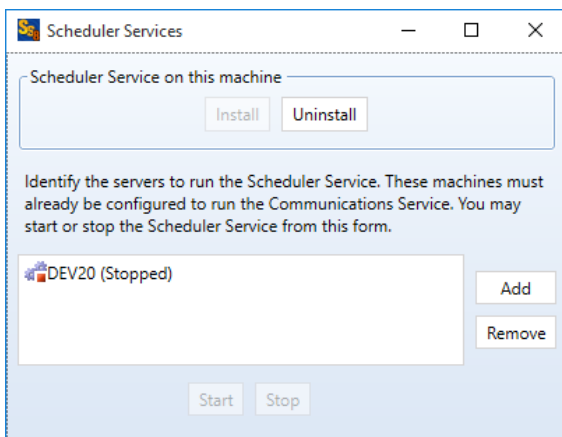 Scheduler Services
Scheduler Service on this machine
Install Uninstall
Identify the servers to run the Scheduler Service. These machines must
already be configured to run the Communications Service. You may
start or stop the Scheduler Service from this form.
DEV20 (Stopped)
Add
Remove
Start Stop